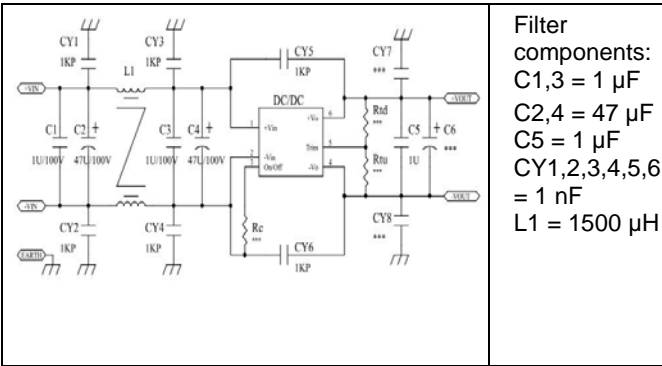 CY1
1KP
CY3
1KP
L1
CY5
1KP
CY7
***
+VIN
+VOUT
DC/DC
+Vin
+Vo
6
1
Rtd
***
C1
C2
+
C3
C4
+
C5
+
C6
***
1U/100V
47U/100V
1U/100V
47U/100V
1U
Trim
5
2
-Vin
3
On/Off
-Vo
4
Rtu
***
-VIN
-VOUT
CY2
1KP
CY4
1KP
Rc
***
CY6
1KP
CY8
***
EARTH
Filter
components:
C1,3 = 1 µF
C2,4 = 47 µF
C5 = 1 µF
CY1,2,3,4,5,6
= 1 nF
L1 = 1500 µH